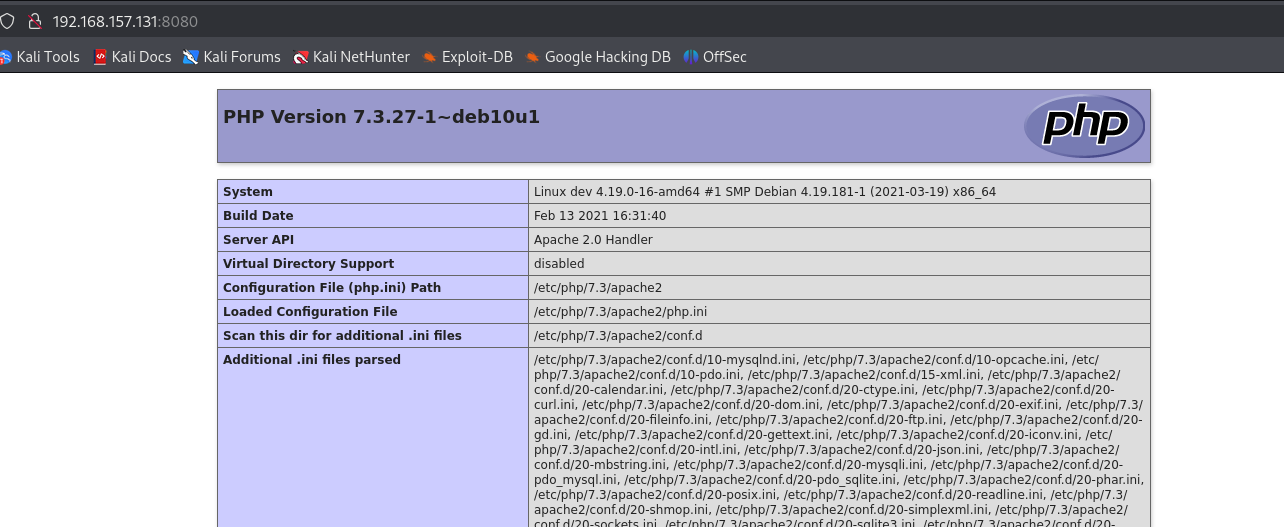 192.168.157.131:8080
Kali Tools Kali Docs Kali Forums Kali NetHunter Exploit-DB Google Hacking DB OffSec
PHP Version 7.3.27-1~deb10u1
php
System Linux dev 4.19.0-16-amd64 #1 SMP Debian 4.19.181-1 (2021-03-19) x86_64
Build Date Feb 13 2021 16:31:40
Server API Apache 2.0 Handler
Virtual Directory Support disabled
Configuration File (php.ini) Path /etc/php/7.3/apache2
Loaded Configuration File /etc/php/7.3/apache2/php.ini
Scan this dir for additional .ini files /etc/php/7.3/apache2/conf.d
Additional .ini files parsed /etc/php/7.3/apache2/conf.d/10-mysqlnd.ini, /etc/php/7.3/apache2/conf.d/10-opcache.ini, /etc/
php/7.3/apache2/conf.d/10-pdo.ini, /etc/php/7.3/apache2/conf.d/15-xml.ini, /etc/php/7.3/apache2/
conf.d/20-calendar.ini, /etc/php/7.3/apache2/conf.d/20-ctype.ini, /etc/php/7.3/apache2/conf.d/20-
curl.ini, /etc/php/7.3/apache2/conf.d/20-dom.ini, /etc/php/7.3/apache2/conf.d/20-exif.ini, /etc/php/7.3/
apache2/conf.d/20-fileinfo.ini, /etc/php/7.3/apache2/conf.d/20-ftp.ini, /etc/php/7.3/apache2/conf.d/20-
gd.ini, /etc/php/7.3/apache2/conf.d/20-gettext.ini, /etc/php/7.3/apache2/conf.d/20-iconv.ini, /etc/
php/7.3/apache2/conf.d/20-intl.ini, /etc/php/7.3/apache2/conf.d/20-json.ini, /etc/php/7.3/apache2/
conf.d/20-mbstring.ini, /etc/php/7.3/apache2/conf.d/20-mysqli.ini, /etc/php/7.3/apache2/conf.d/20-
pdo_mysql.ini, /etc/php/7.3/apache2/conf.d/20-pdo_sqlite.ini, /etc/php/7.3/apache2/conf.d/20-phar.ini,
/etc/php/7.3/apache2/conf.d/20-posix.ini, /etc/php/7.3/apache2/conf.d/20-readline.ini, /etc/php/7.3/
apache2/conf.d/20-shmop.ini, /etc/php/7.3/apache2/conf.d/20-simplexml.ini, /etc/php/7.3/apache2/
conf.d/20-sockets.ini, /etc/php/7.3/apache2/conf.d/20-sqlite3.ini, /etc/php/7.3/apache2/conf.d/20-